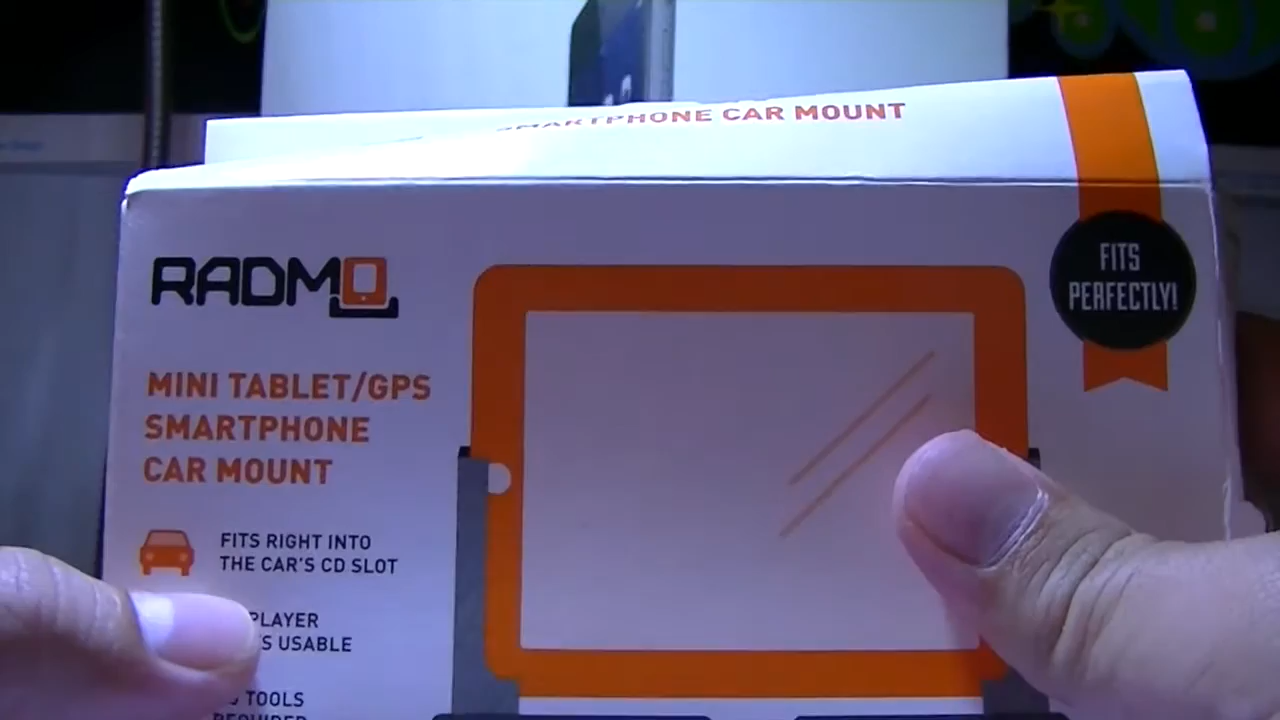 SMARTPHONE CAR MOUNT
RADMO
FITS
PERFECTLY!
MINI TABLET/GPS
SMARTPHONE
CAR MOUNT
FITS RIGHT INTO
THE CAR'S CD SLOT
PLAYER
USABLE
TOOLS
REQUIRED